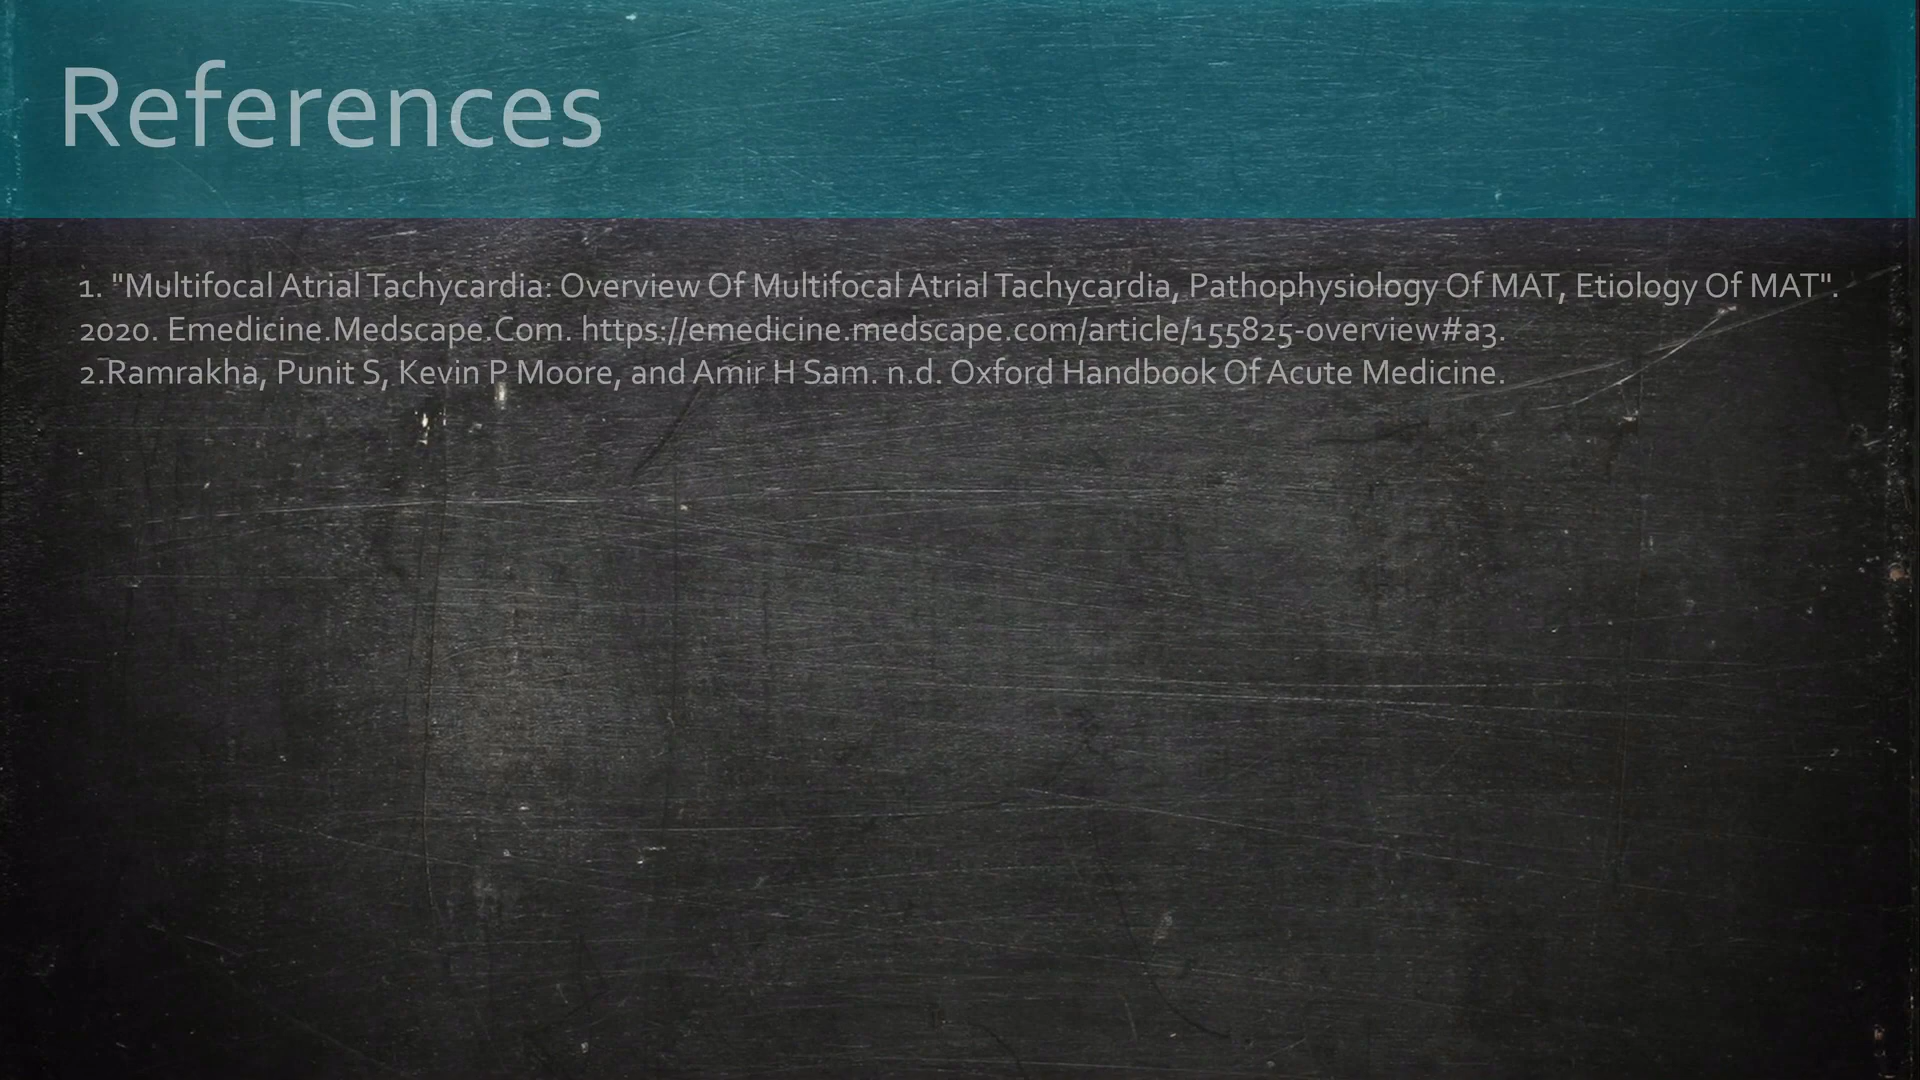 References
1. "Multifocal Atrial Tachycardia: Overview Of Multifocal Atrial Tachycardia, Pathophysiology Of MAT, Etiology Of MAT".
2020. Emedicine.Medscape.Com. https://emedicine.medscape.com/article/155825-overview#a3.
2.Ramrakha, Punit S, Kevin P Moore, and Amir H Sam. n.d. Oxford Handbook Of Acute Medicine.